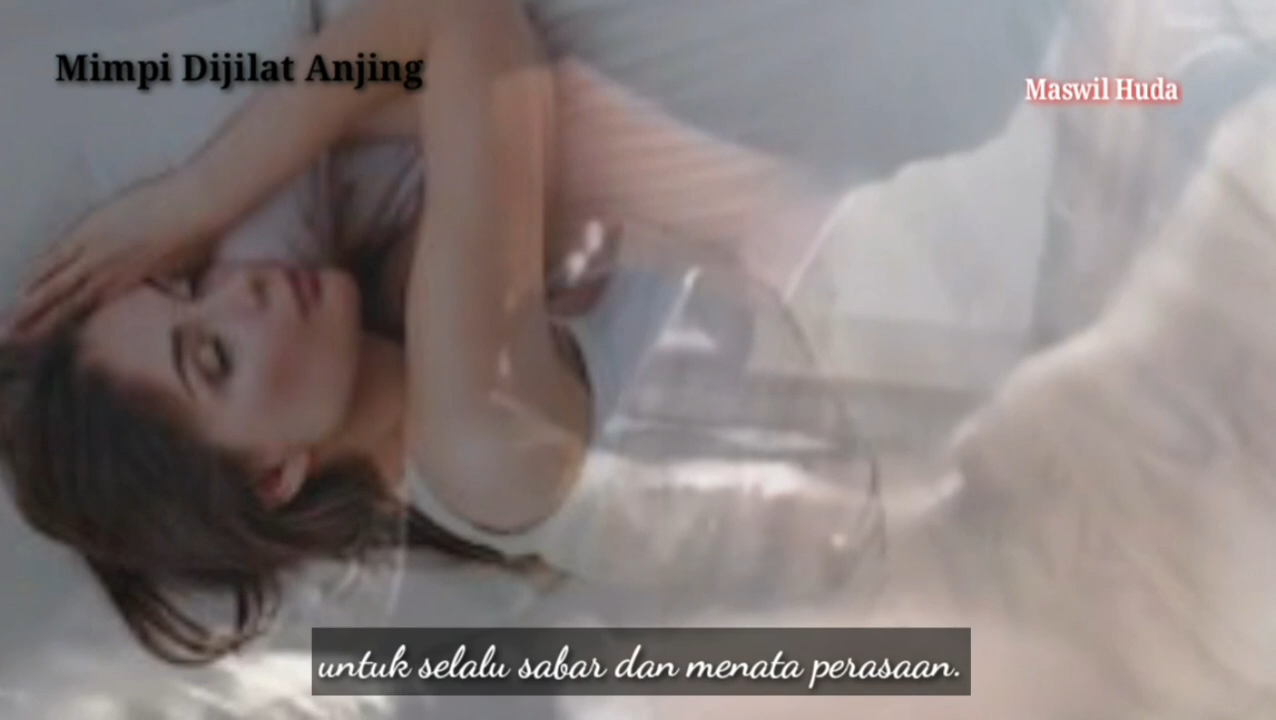 Mimpi Dijilat Anjing
Maswil Huda
untuk selalu sabar dan menata perasaan.